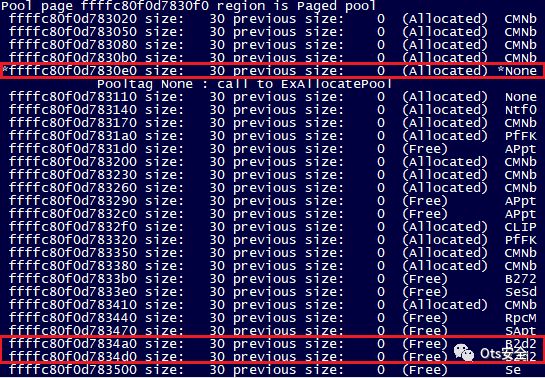 Pool page ffffc80f0d7830f0 region is Paged pool
ffffc80f0d783020 size: 30 previous size: 0 (Allocated) CMNb
ffffc80f0d783050 size: 30 previous size: 0 (Allocated) CMNb
ffffc80f0d783080 size: 30 previous size: 0 (Allocated) CMNb
*ffffc80f0d7830e0 size: 30 previous size: 0 (Allocated) *None
Pooltag None : call to ExAllocatePool
ffffc80f0d783110 size: 30 previous size: 0 (Allocated) None
ffffc80f0d783140 size: 30 previous size: 0 (Allocated) Ntf0
ffffc80f0d783170 size: 30 previous size: 0 (Allocated) CMNb
ffffc80f0d7831a0 size: 30 previous size: 0 (Allocated) PfFK
ffffc80f0d7831d0 size: 30 previous size: 0 (Free) APpt
ffffc80f0d783200 size: 30 previous size: 0 (Allocated) CMNb
ffffc80f0d783230 size: 30 previous size: 0 (Allocated) CMNb
ffffc80f0d783260 size: 30 previous size: 0 (Allocated) CMNb
ffffc80f0d783290 size: 30 previous size: 0 (Free) APpt
ffffc80f0d7832c0 size: 30 previous size: 0 (Free) APpt
ffffc80f0d7832f0 size: 30 previous size: 0 (Allocated) CLIP
ffffc80f0d783320 size: 30 previous size: 0 (Allocated) PfFK
ffffc80f0d783350 size: 30 previous size: 0 (Allocated) CMNb
ffffc80f0d783380 size: 30 previous size: 0 (Allocated) CMNb
ffffc80f0d7833b0 size: 30 previous size: 0 (Free) B272
ffffc80f0d7833e0 size: 30 previous size: 0 (Free) SeSd
ffffc80f0d783410 size: 30 previous size: 0 (Allocated) CMNb
ffffc80f0d783440 size: 30 previous size: 0 (Free) RpcM
ffffc80f0d783470 size: 30 previous size: 0 (Free) SApt
ffffc80f0d7834a0 size: 30 previous size: 0 (Free) B2d2
ffffc80f0d7834d0 size: 30 previous size: 0 (Free)
Ots安全
ffffc80f0d783500 size: 30 previous size: 0 (Free) Se